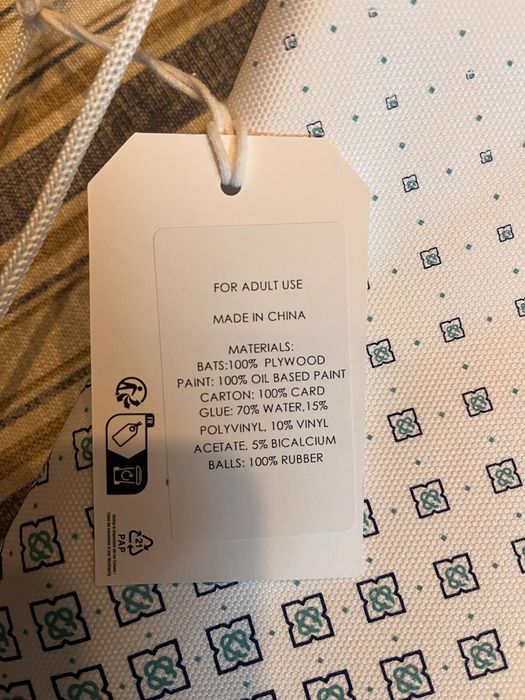 FOR ADULT USE
MADE IN CHINA
MATERIALS:
BATS:100% PLYWOOD
PAINT: 100% OIL BASED PAINT
CARTON: 100% CARD
GLUE: 70% WATER,15%
POLYVINYL, 10% VINYL
ACETATE, 5% BICALCIUM
BALLS: 100% RUBBER
FR
21
PAP